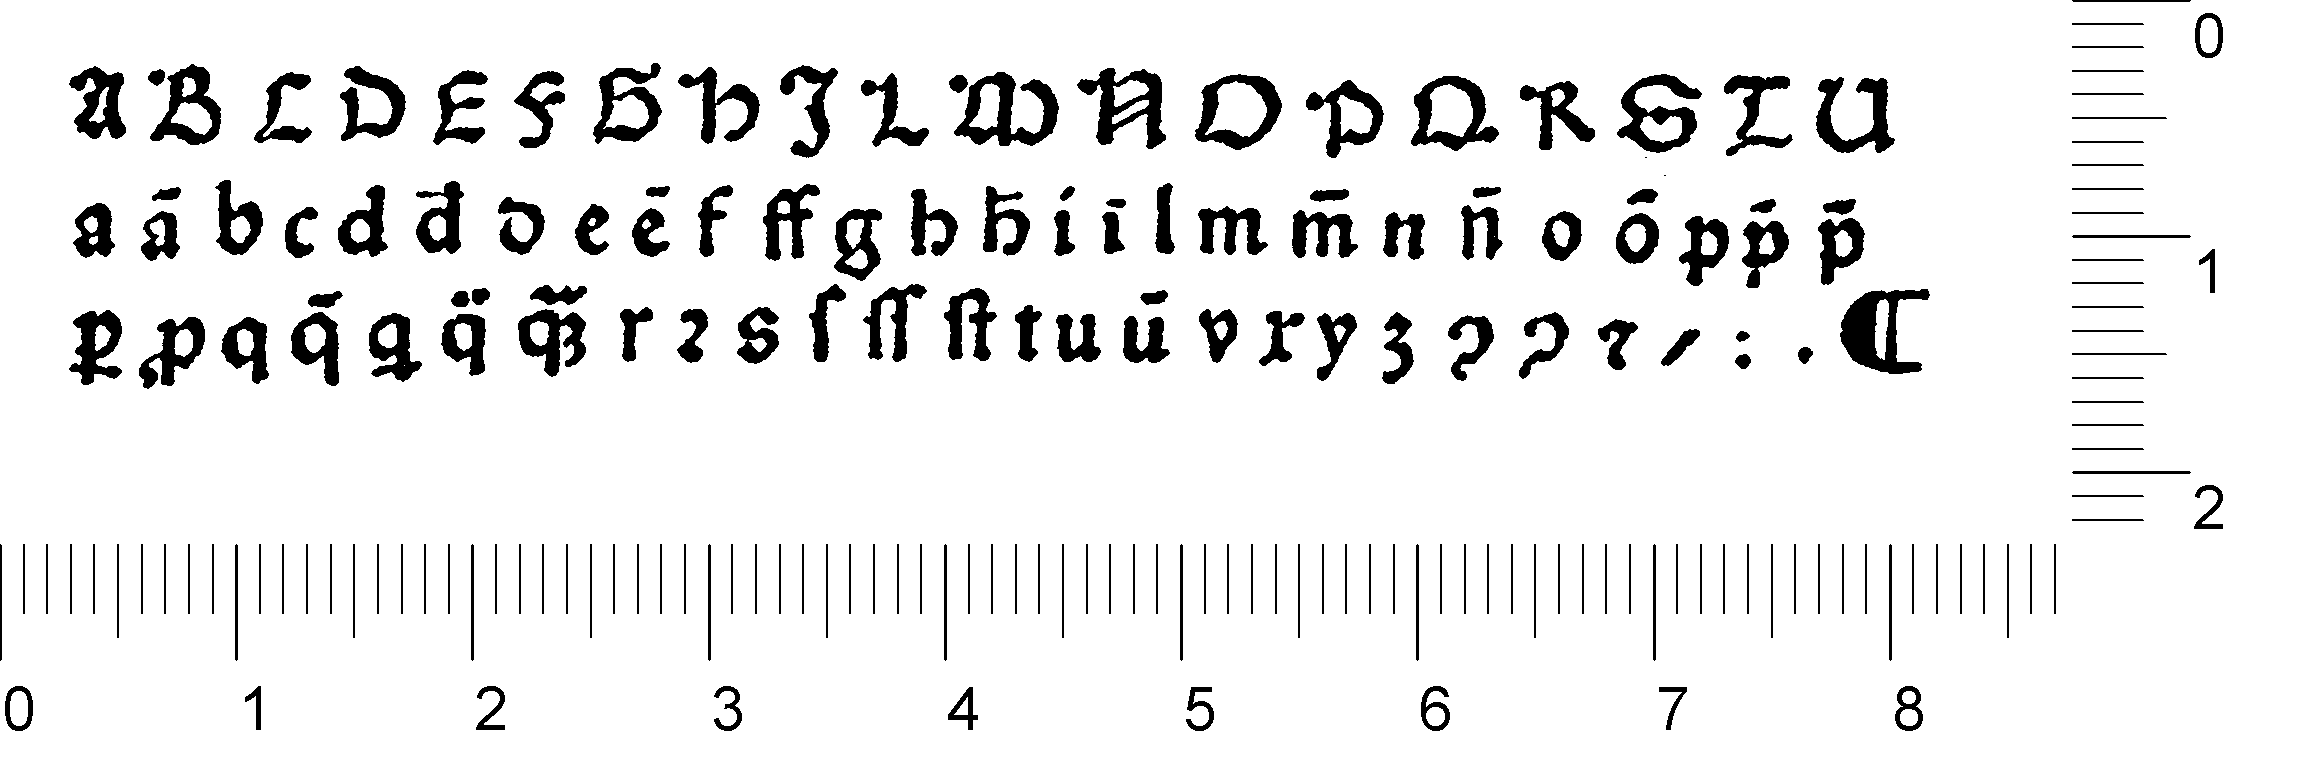 A B C D E F G H I L M N O P Q R S T U
a ā b c d d̄ d e ē f ff g h h̄ i ī l m m̄ n n̄ o ō p p̄ p̄
ꝑ ꝓ q q̄ ꝗ q̈ q̄ꝫ r ꝛ s ſ ſſ ſt t u ū v x y ꝫ : . ¶
0
1
2
0 1 2 3 4 5 6 7 8